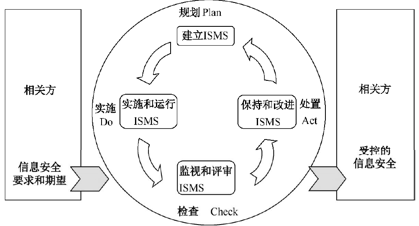 规划 Plan
建立ISMS
相关方
相关方
实施
Do
实施和运行
ISMS
保持和改进
ISMS
处置
Act
信息安全
要求和期望
受控的
信息安全
监视和评审
ISMS
检查 Check